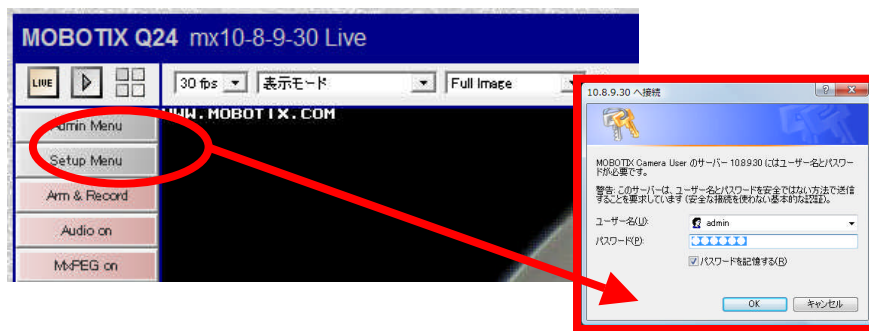 MOBOTIX Q24 mx10-8-9-30 Live
LIVE
30 fps
表示モード
Full Image
WWW.MOBOTIX.COM
Admin Menu
Setup Menu
Arm & Record
Audio on
MxPEG on
10.8.9.30 へ接続
MOBOTIX Camera User のサーバー 10.8.9.30 にはユーザー名とパスワー
ドが必要です。
警告: このサーバーは、ユーザー名とパスワードを安全ではない方法で送信
することを要求しています (安全な接続を使わない基本的な認証)。
ユーザー名(U):
admin
パスワード(P):
パスワードを記憶する(R)
OK
キャンセル